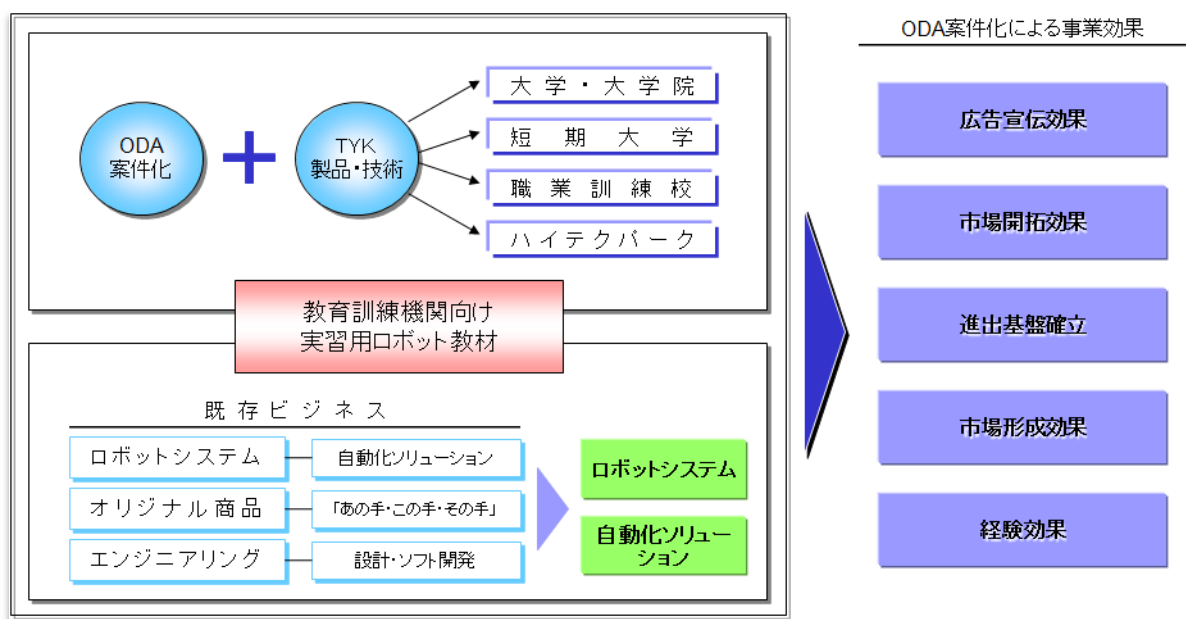 ODA案件化による事業効果
ODA
案件化
TYK
製品・技術
大学・大学院
短期大学
職業訓練校
ハイテクパーク
教育訓練機関向け
実習用ロボット教材
既存ビジネス
ロボットシステム
自動化ソリューション
オリジナル商品
「あの手・この手・その手」
エンジニアリング
設計・ソフト開発
ロボットシステム
自動化ソリュー
ション
広告宣伝効果
市場開拓効果
進出基盤確立
市場形成効果
経験効果